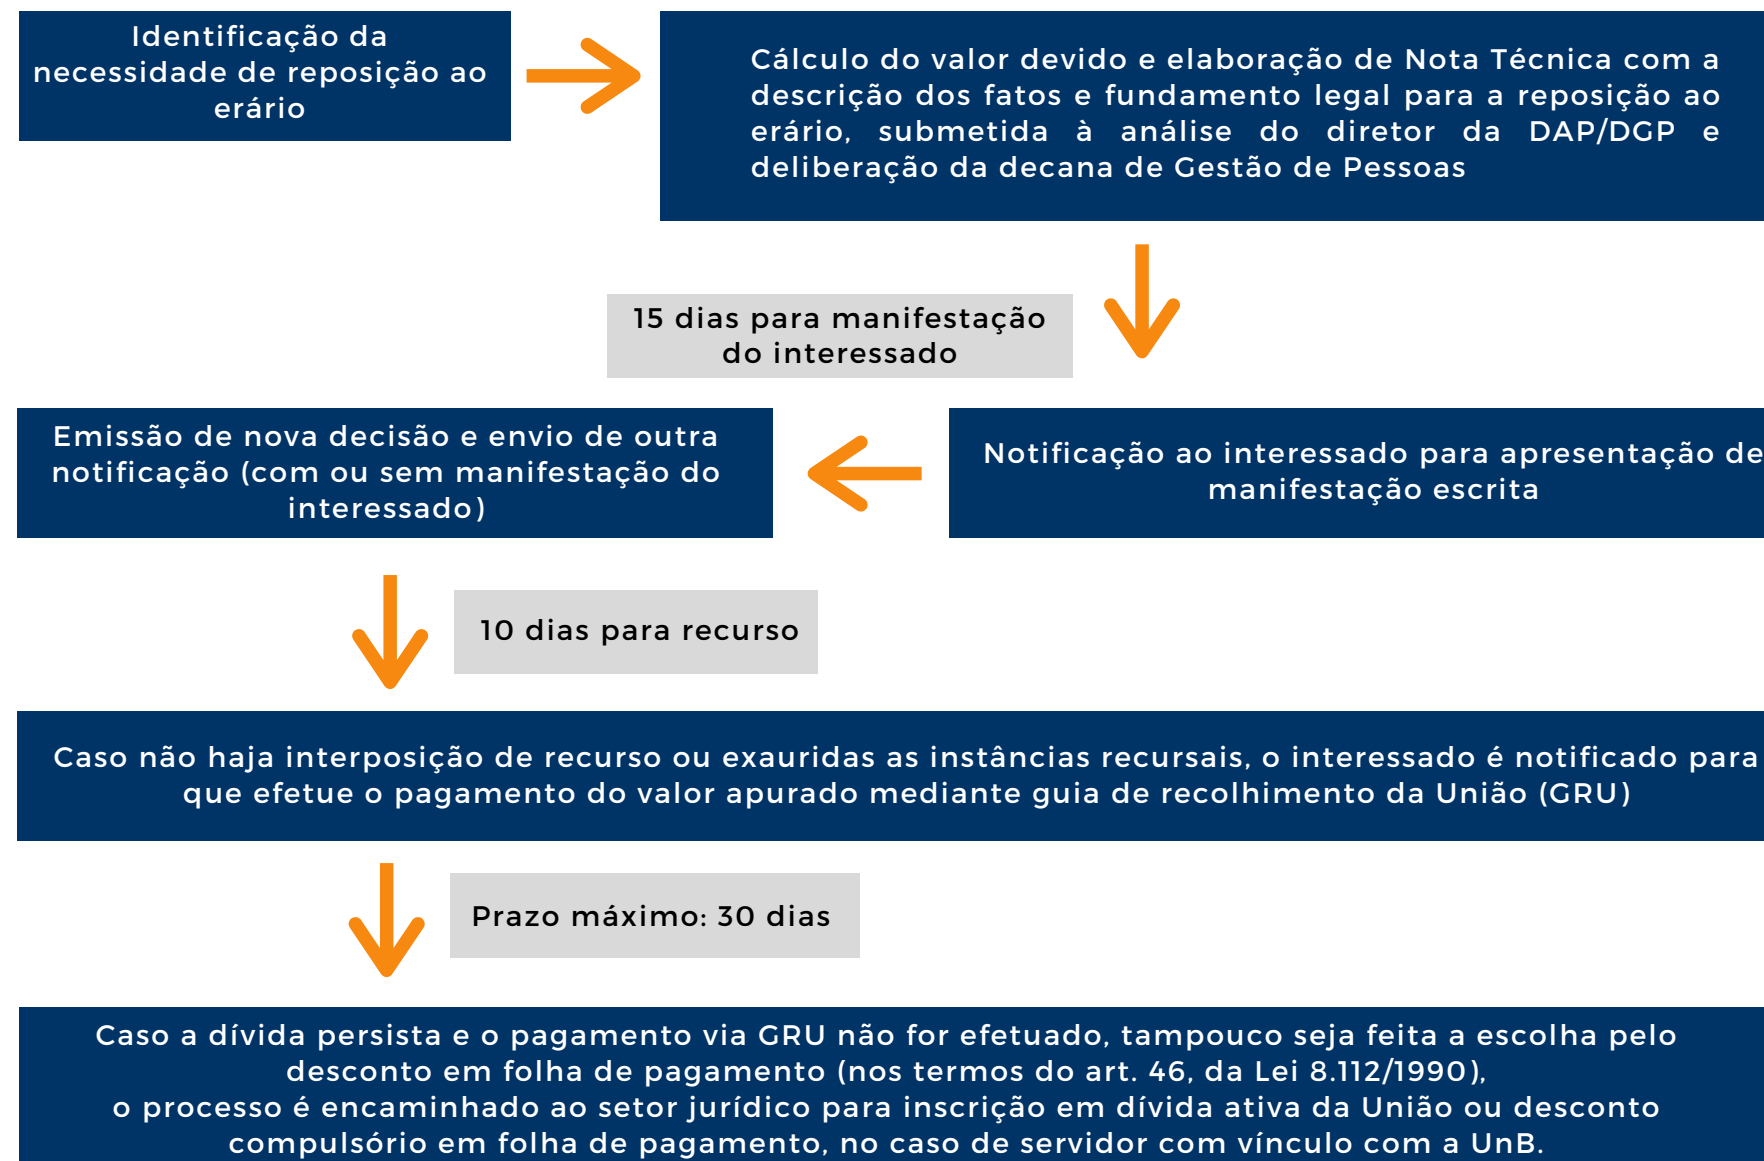 Identificação da
necessidade de reposição ao
erário
Cálculo do valor devido e elaboração de Nota Técnica com a
descrição dos fatos e fundamento legal para a reposição ao
erário, submetida à análise do diretor da DAP/DGP e
deliberação da decana de Gestão de Pessoas
15 dias para manifestação
do interessado
Notificação ao interessado para apresentação de
manifestação escrita
Emissão de nova decisão e envio de outra
notificação (com ou sem manifestação do
interessado)
10 dias para recurso
Caso não haja interposição de recurso ou exauridas as instâncias recursais, o interessado é notificado para
que efetue o pagamento do valor apurado mediante guia de recolhimento da União (GRU)
Prazo máximo: 30 dias
Caso a dívida persista e o pagamento via GRU não for efetuado, tampouco seja feita a escolha pelo
desconto em folha de pagamento (nos termos do art. 46, da Lei 8.112/1990),
o processo é encaminhado ao setor jurídico para inscrição em dívida ativa da União ou desconto
compulsório em folha de pagamento, no caso de servidor com vínculo com a UnB.